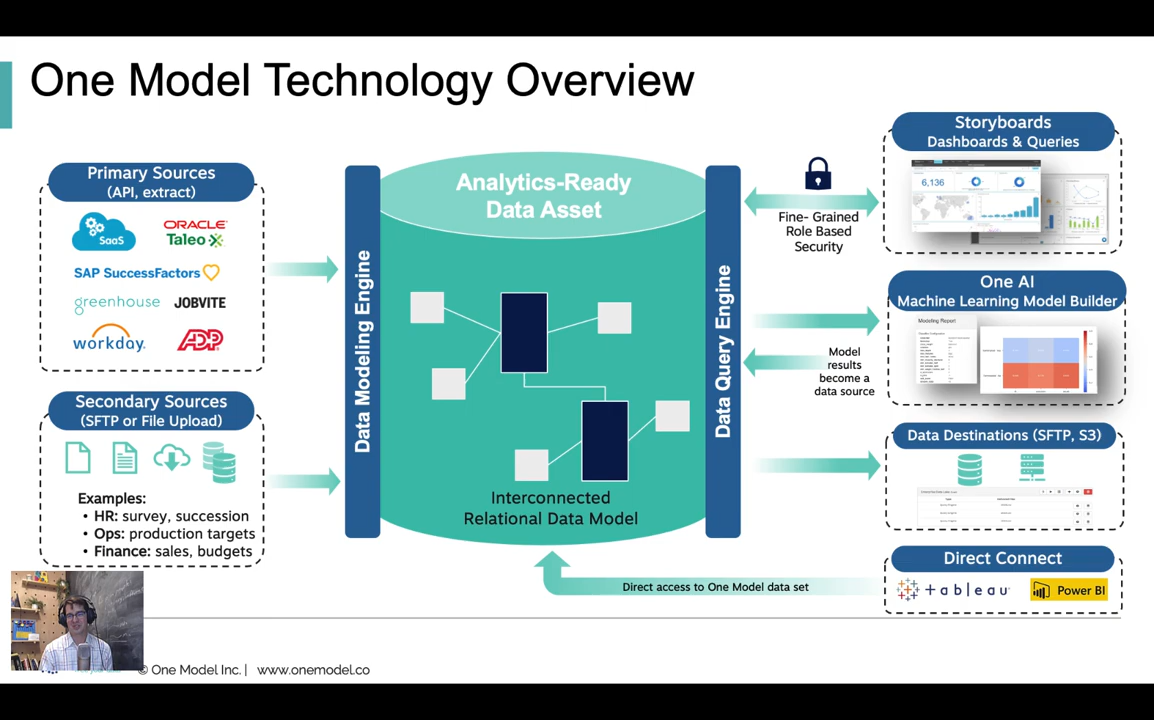 One Model Technology Overview
Primary Sources
(API, extract)
SaaS
ORACLE
Taleo
SAP SuccessFactors
greenhouse
JOBVITE
workday.
ADP
Secondary Sources
(SFTP or File Upload)
Examples:
• HR: survey, succession
• Ops: production targets
• Finance: sales, budgets
Data Modeling Engine
Analytics-Ready
Data Asset
Interconnected
Relational Data Model
Data Query Engine
Fine- Grained
Role Based
Security
Model
results
become a
data source
Direct access to One Model data set
Storyboards
Dashboards & Queries
6,136
One AI
Machine Learning Model Builder
Modeling Report
Data Destinations (SFTP, S3)
Direct Connect
+ableau
Power BI
© One Model Inc. | www.onemodel.co